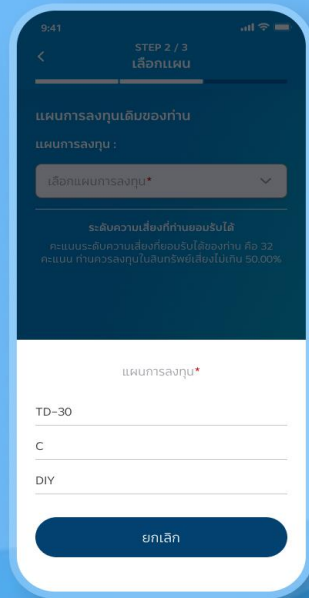 9:41
STEP 2 / 3
เลือกแผน
แผนการลงทุนเดิมของท่าน
แผนการลงทุน :
เลือกแผนการลงทุน*
ระดับความเสี่ยงที่ท่านยอมรับได้
คะแนนระดับความเสี่ยงที่ยอมรับได้ของท่าน คือ 32
คะแนน ท่านควรลงทุนในสินทรัพย์เสี่ยงไม่เกิน 50.00%
แผนการลงทุน*
TD-30
C
DIY
ยกเลิก